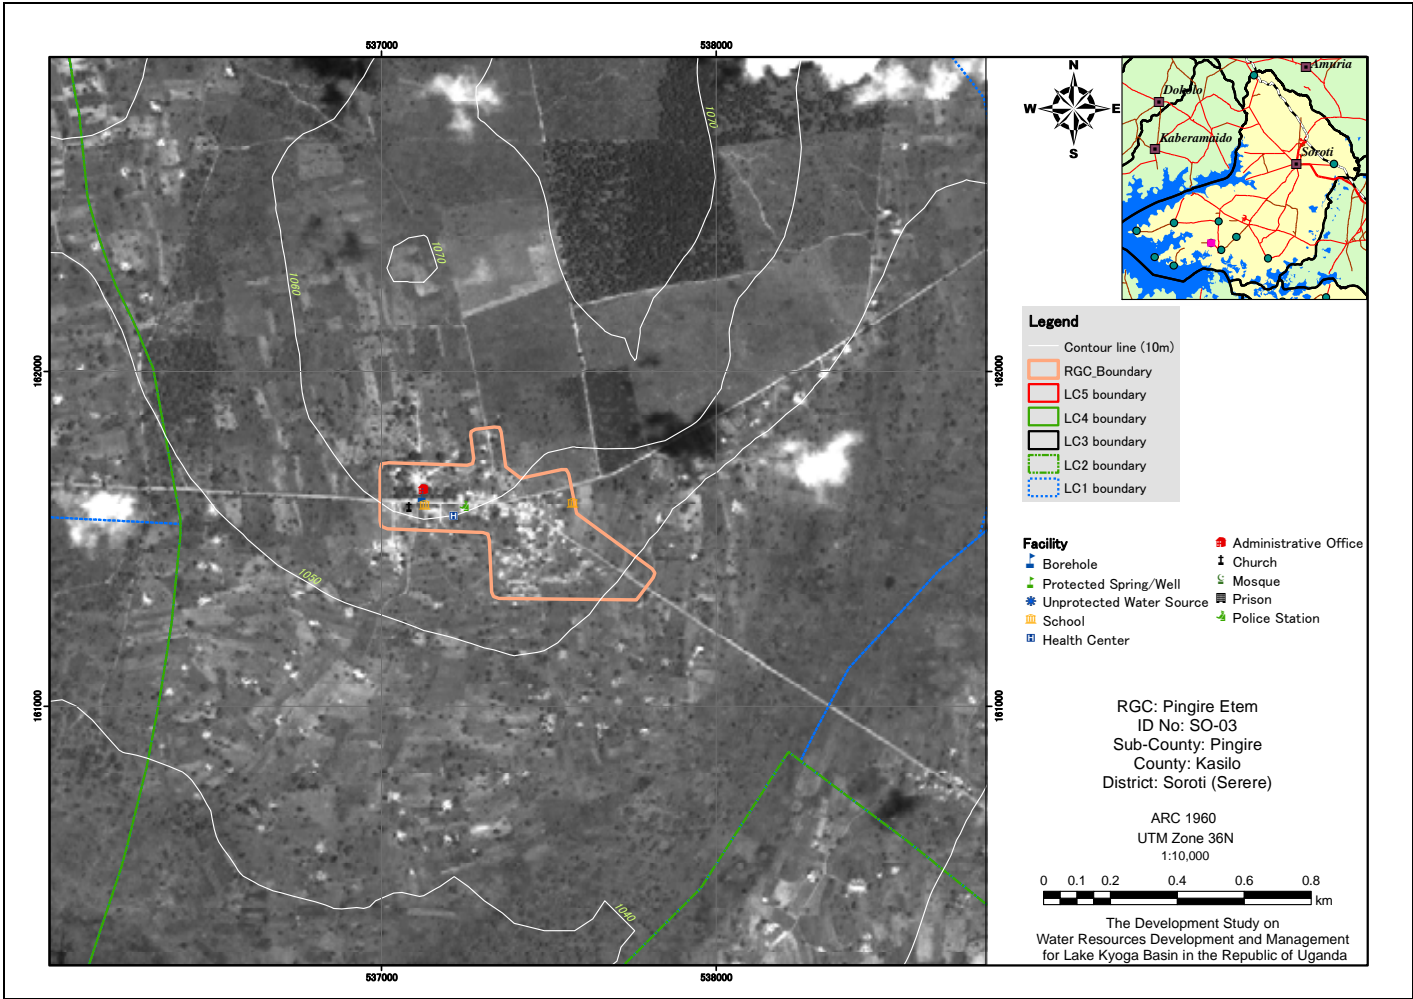 537000
538000
162000
161000
1070
1070
1060
1050
1040
162000
161000
537000
538000
N
W
E
S
Amuria
Dokolo
Kaberamaido
Soroti
Legend
Contour line (10m)
RGC_Boundary
LC5 boundary
LC4 boundary
LC3 boundary
LC2 boundary
LC1 boundary
Facility
Borehole
Protected Spring/Well
Unprotected Water Source
School
Health Center
Administrative Office
Church
Mosque
Prison
Police Station
RGC: Pingire Etem
ID No: SO-03
Sub-County: Pingire
County: Kasilo
District: Soroti (Serere)
ARC 1960
UTM Zone 36N
1:10,000
0 0.1 0.2 0.4 0.6 0.8
km
The Development Study on
Water Resources Development and Management
for Lake Kyoga Basin in the Republic of Uganda